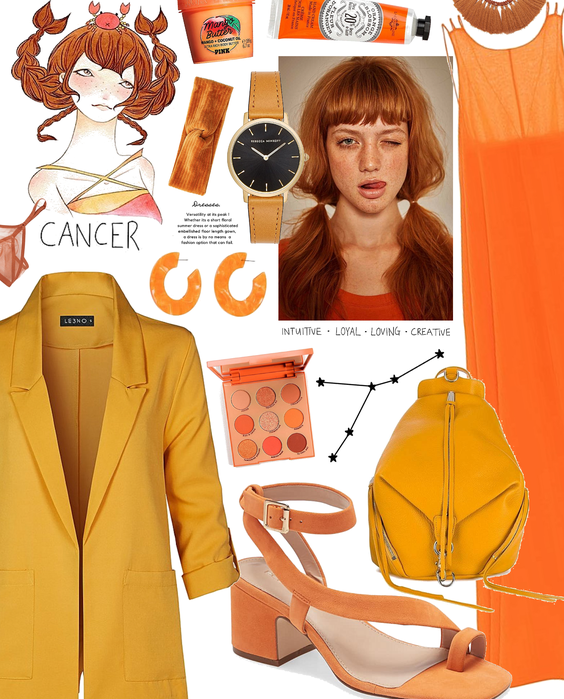 Mango
Butter
MANGO + COCONUT OIL
PINK
20%
CANCER
REBECCA MINKOFF
Dresses.
Versatility at its peak!
Whether its a short floral
summer dress or a sophisticated
embellished floor length gown,
a dress is by no means a
fashion option that can fail.
INTUITIVE • LOYAL • LOVING • CREATIVE
LE3NO